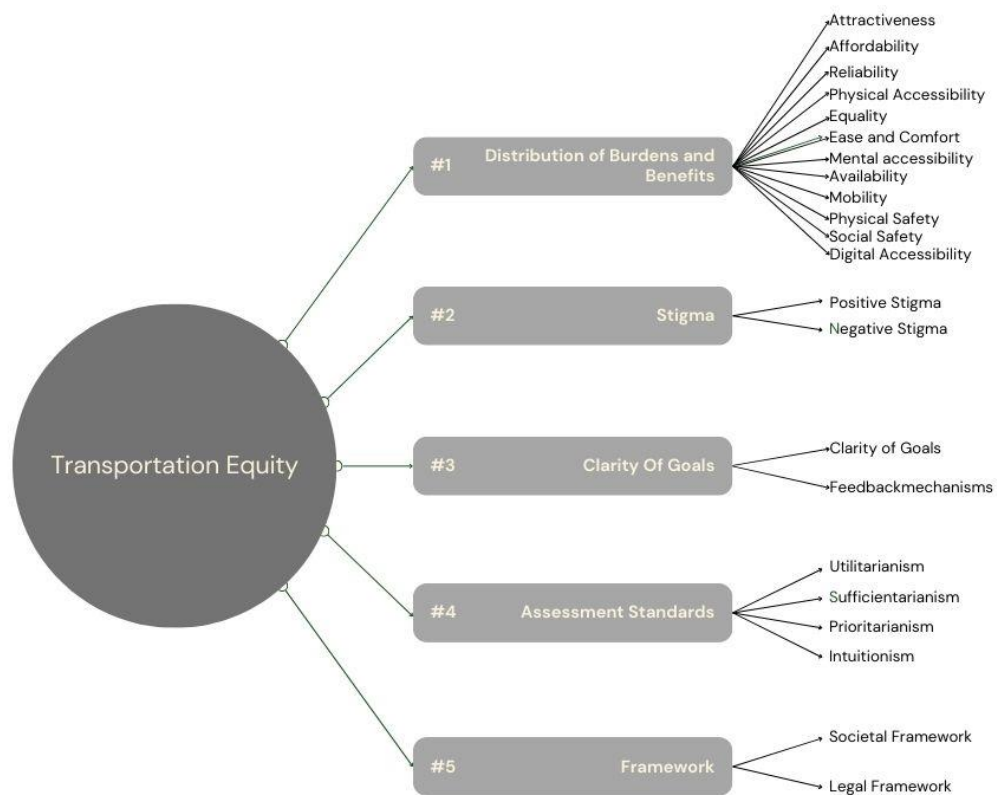 Transportation Equity
#1
Distribution of Burdens and
Benefits
Attractiveness
Affordability
Reliability
Physical Accessibility
Equality
Ease and Comfort
Mental accessibility
Availability
Mobility
Physical Safety
Social Safety
Digital Accessibility
#2
Stigma
Positive Stigma
Negative Stigma
#3
Clarity Of Goals
Clarity of Goals
Feedbackmechanisms
#4
Assessment Standards
Utilitarianism
Sufficientarianism
Prioritarianism
Intuitionism
#5
Framework
Societal Framework
Legal Framework